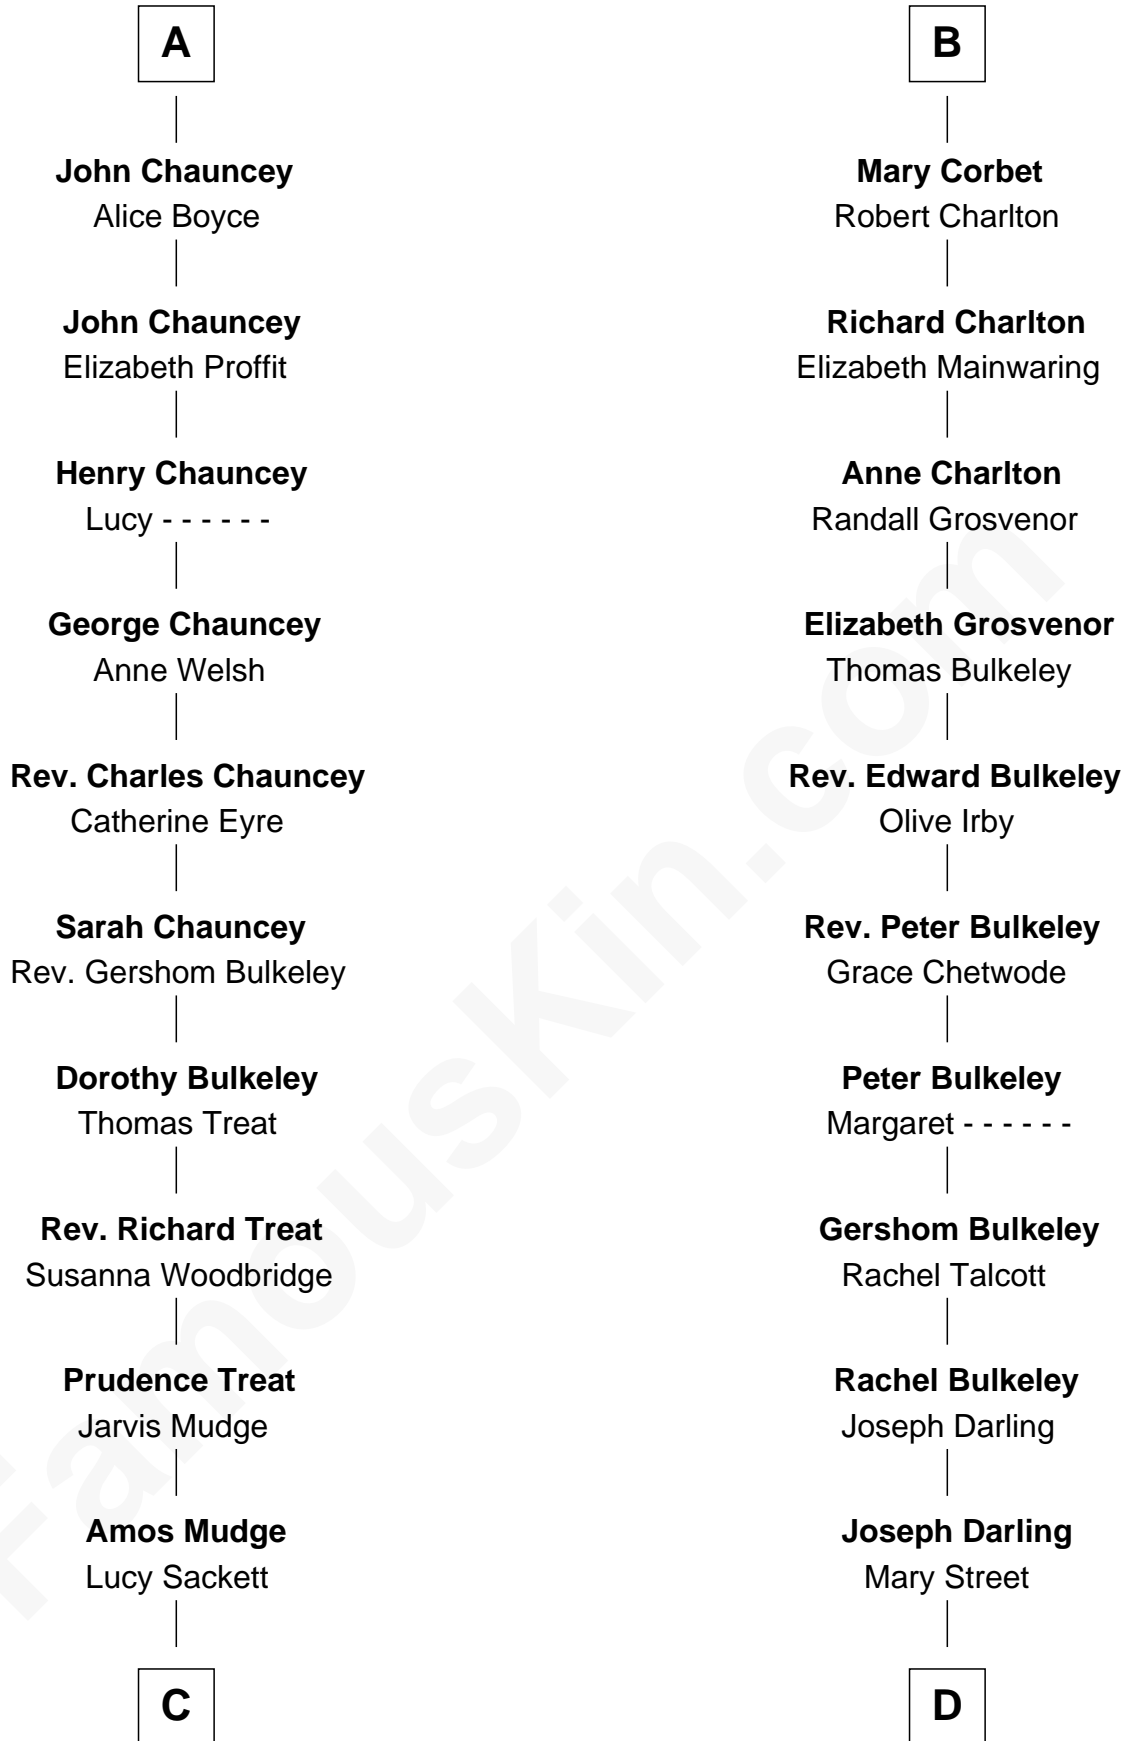 A
John Chauncey
Alice Boyce
John Chauncey
Elizabeth Proffit
Henry Chauncey
Lucy - - - - - -
George Chauncey
Anne Welsh
Rev. Charles Chauncey
Catherine Eyre
Sarah Chauncey
Rev. Gershom Bulkeley
Dorothy Bulkeley
Thomas Treat
Rev. Richard Treat
Susanna Woodbridge
Prudence Treat
Jarvis Mudge
Amos Mudge
Lucy Sackett
C
B
Mary Corbet
Robert Charlton
Richard Charlton
Elizabeth Mainwaring
Anne Charlton
Randall Grosvenor
Elizabeth Grosvenor
Thomas Bulkeley
Rev. Edward Bulkeley
Olive Irby
Rev. Peter Bulkeley
Grace Chetwode
Peter Bulkeley
Margaret - - - - - -
Gershom Bulkeley
Rachel Talcott
Rachel Bulkeley
Joseph Darling
Joseph Darling
Mary Street
D
FamousKin.com